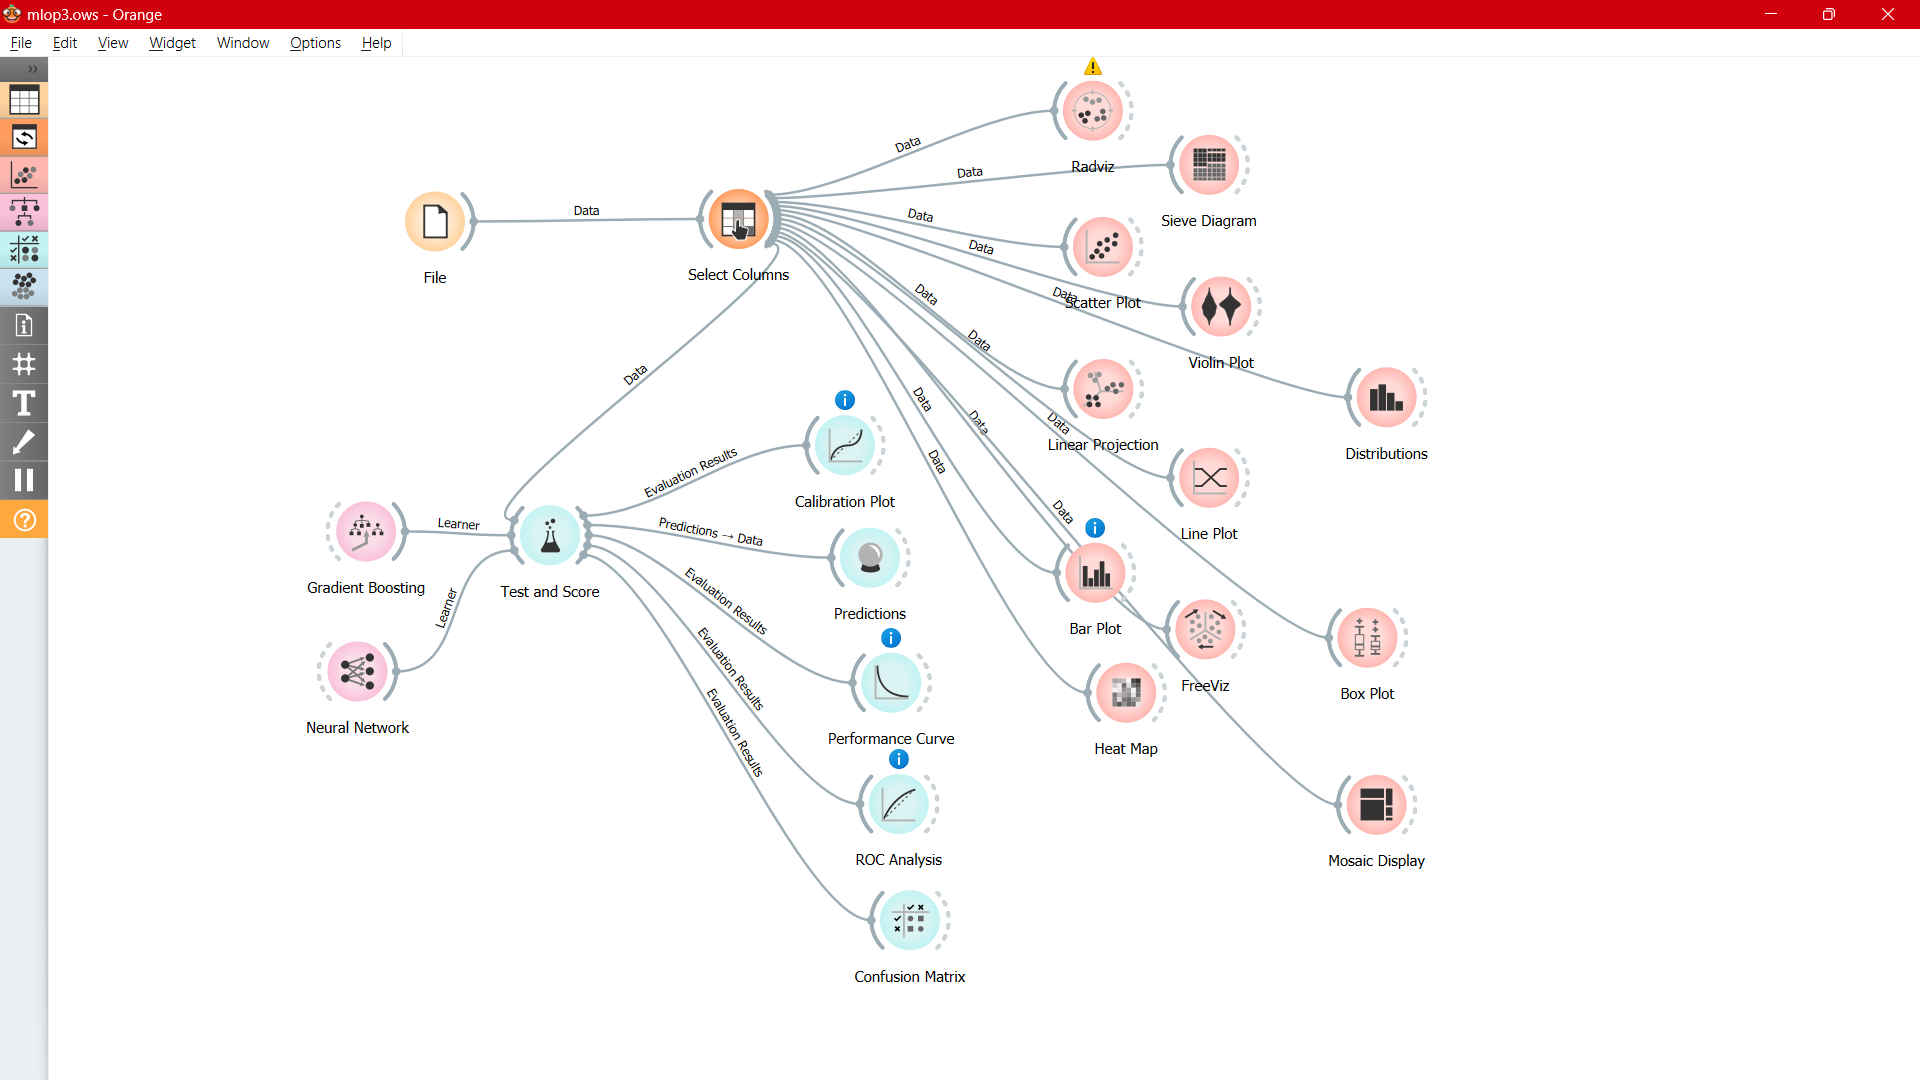 mlop3.ows - Orange
File Edit View Widget Window Options Help
Radviz
Data
Data
Sieve Diagram
Data
File
Select Columns
Data
Data
Scatter Plot
Data
Violin Plot
Data
Data
Linear Projection
Data
Distributions
Data
Data
Line Plot
Data
Data
Data
Bar Plot
FreeViz
Box Plot
Heat Map
Mosaic Display
Data
Evaluation Results
Calibration Plot
Learner
Gradient Boosting
Test and Score
Predictions → Data
Predictions
Learner
Neural Network
Evaluation Results
Performance Curve
Evaluation Results
ROC Analysis
Evaluation Results
Confusion Matrix